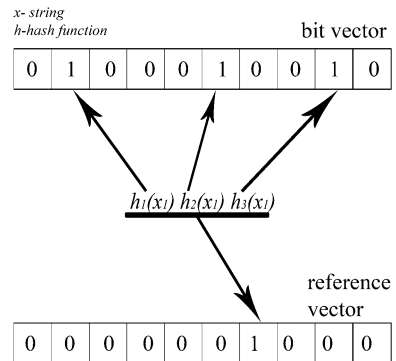 x- string
h-hash function
bit vector
0 1 0 0 0 1 0 0 1 0
h₁(x₁) h₂(x₁) h₃(x₁)
reference
vector
0 0 0 0 0 0 1 0 0 0